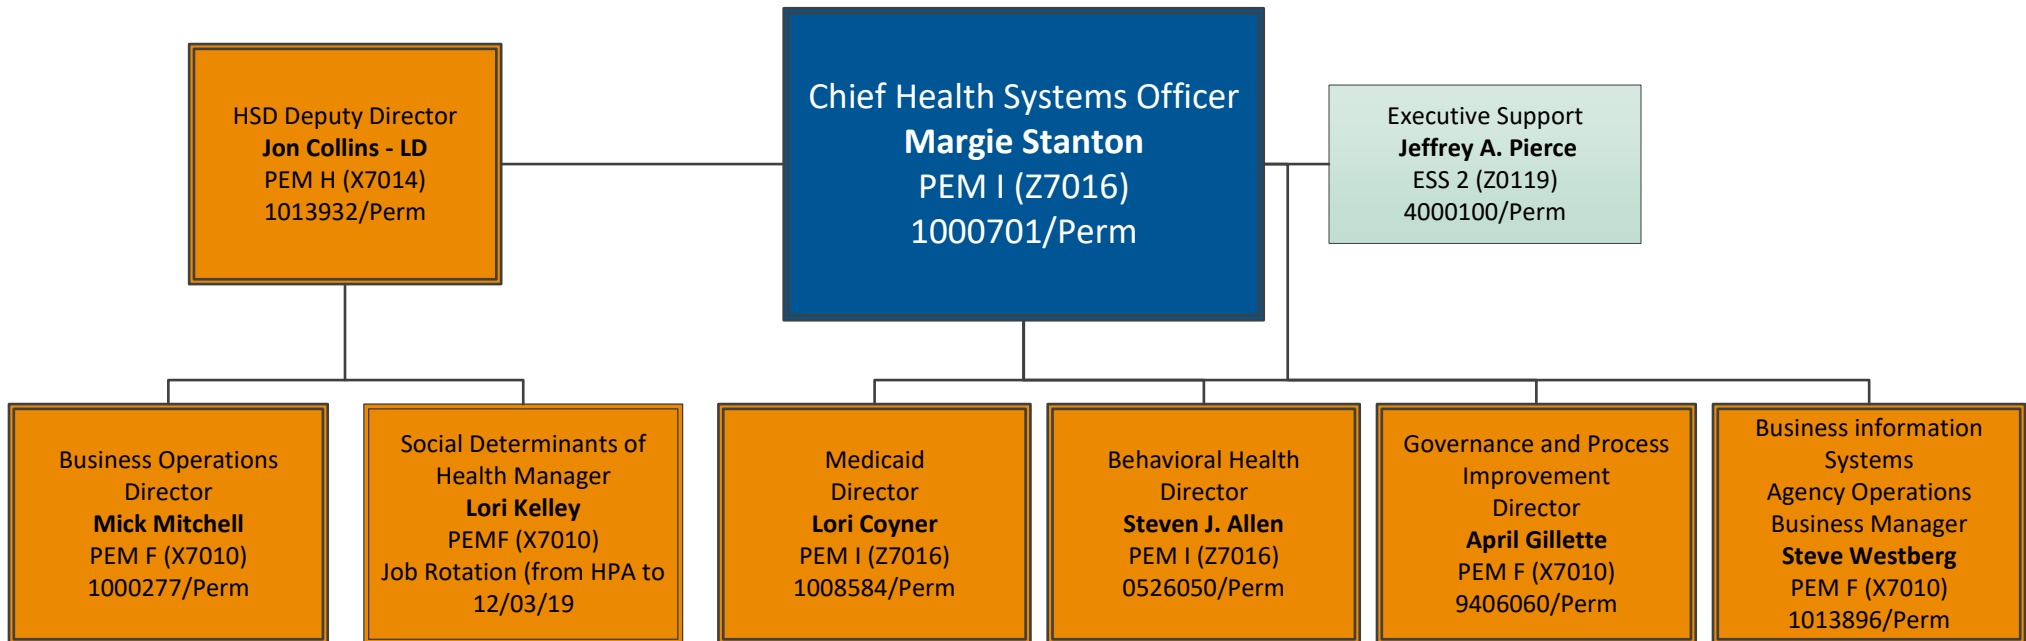 HSD Deputy Director
Jon Collins - LD
PEM H (X7014)
1013932/Perm
Chief Health Systems Officer
Margie Stanton
PEM I (Z7016)
1000701/Perm
Executive Support
Jeffrey A. Pierce
ESS 2 (Z0119)
4000100/Perm
Business Operations
Director
Mick Mitchell
PEM F (X7010)
1000277/Perm
Social Determinants of
Health Manager
Lori Kelley
PEMF (X7010)
Job Rotation (from HPA to
12/03/19
Medicaid
Director
Lori Coyner
PEM I (Z7016)
1008584/Perm
Behavioral Health
Director
Steven J. Allen
PEM I (Z7016)
0526050/Perm
Governance and Process
Improvement
Director
April Gillette
PEM F (X7010)
9406060/Perm
Business information
Systems
Agency Operations
Business Manager
Steve Westberg
PEM F (X7010)
1013896/Perm